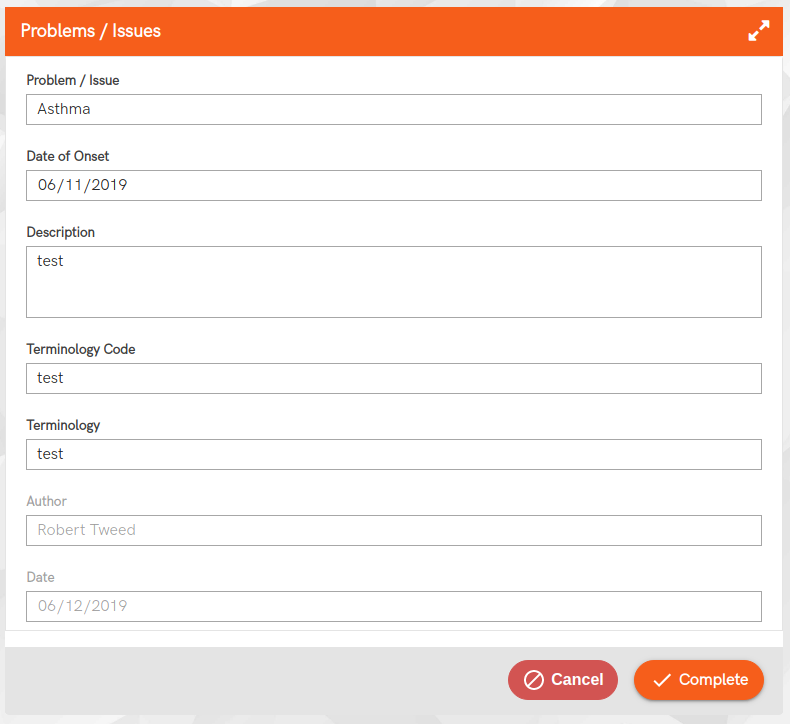 Problems / Issues
Problem / Issue
Asthma
Date of Onset
06/11/2019
Description
test
Terminology Code
test
Terminology
test
Author
Robert Tweed
Date
06/12/2019
Cancel
Complete